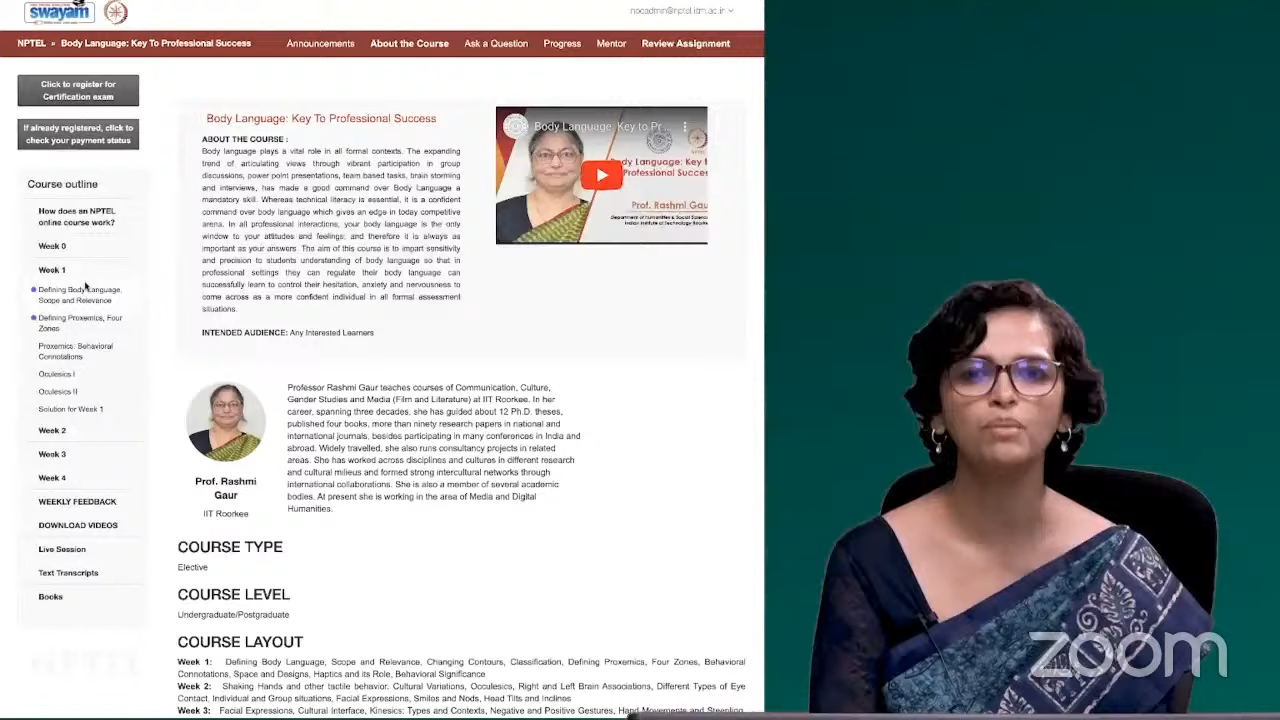 swayam
nocadmin@nptel.iitm.ac.in
NPTEL » Body Language: Key To Professional Success
Announcements About the Course Ask a Question Progress Mentor Review Assignment
Click to register for
Certification exam
If already registered, click to
check your payment status
Course outline
How does an NPTEL
online course work?
Week 0
Week 1
Defining Body Language,
Scope and Relevance
Defining Proxemics, Four
Zones
Proxemics: Behavioral
Connotations
Oculesics I
Oculesics II
Solution for Week 1
Week 2
Week 3
Week 4
WEEKLY FEEDBACK
DOWNLOAD VIDEOS
Live Session
Text Transcripts
Books
Body Language: Key To Professional Success
ABOUT THE COURSE :
Body language plays a vital role in all formal contexts. The expanding
trend of articulating views through vibrant participation in group
discussions, power point presentations, team based tasks, brain storming
and interviews, has made a good command over Body Language a
mandatory skill. Whereas technical literacy is essential, it is a confident
command over body language which gives an edge in today competitive
arena. In all professional interactions, your body language is the only
window to your attitudes and feelings; and therefore it is always as
important as your answers. The aim of this course is to impart sensitivity
and precision to students understanding of body language so that in
professional settings they can regulate their body language can
successfully learn to control their hesitation, anxiety and nervousness to
come across as a more confident individual in all formal assessment
situations.
INTENDED AUDIENCE: Any Interested Learners
Body Language: Key to Pr...
Body Language: Key t
Professional Succes
Prof. Rashmi Gau
Department of Humanities & Social Science
Indian Institute of Technology Roorke
Professor Rashmi Gaur teaches courses of Communication, Culture,
Gender Studies and Media (Film and Literature) at IIT Roorkee. In her
career, spanning three decades, she has guided about 12 Ph.D. theses,
published four books, more than ninety research papers in national and
international journals, besides participating in many conferences in India and
abroad. Widely travelled, she also runs consultancy projects in related
areas. She has worked across disciplines and cultures in different research
and cultural milieus and formed strong intercultural networks through
international collaborations. She is also a member of several academic
bodies. At present she is working in the area of Media and Digital
Humanities.
Prof. Rashmi
Gaur
IIT Roorkee
COURSE TYPE
Elective
COURSE LEVEL
Undergraduate/Postgraduate
COURSE LAYOUT
Week 1: Defining Body Language, Scope and Relevance, Changing Contours, Classification, Defining Proxemics, Four Zones, Behavioral
Connotations, Space and Designs, Haptics and its Role, Behavioral Significance
Week 2: Shaking Hands and other tactile behavior. Cultural Variations, Occulesics, Right and Left Brain Associations, Different Types of Eye
Contact, Individual and Group situations, Facial Expressions, Smiles and Nods, Head Tilts and Inclines
Week 3: Facial Expressions, Cultural Interface, Kinesics: Types and Contexts, Negative and Positive Gestures, Hand Movements and Steepling,
NPTEL
zoom